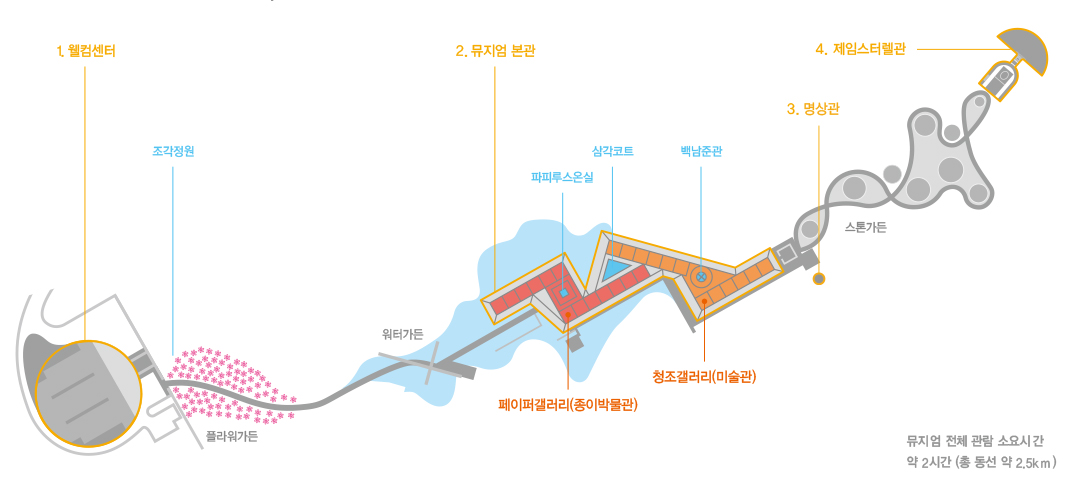 1. 웰컴센터
2. 뮤지엄 본관
4. 제임스터렐관
3. 명상관
조각정원
삼각코트
백남준관
파피루스온실
스톤가든
워터가든
청조갤러리(미술관)
페이퍼갤러리(종이박물관)
플라워가든
뮤지엄 전체 관람 소요시간
약 2시간 (총 동선 약 2.5km)